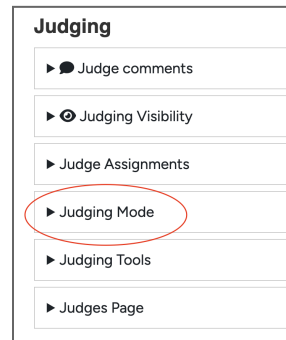 Judging
Judge comments
Judging Visibility
Judge Assignments
Judging Mode
Judging Tools
Judges Page